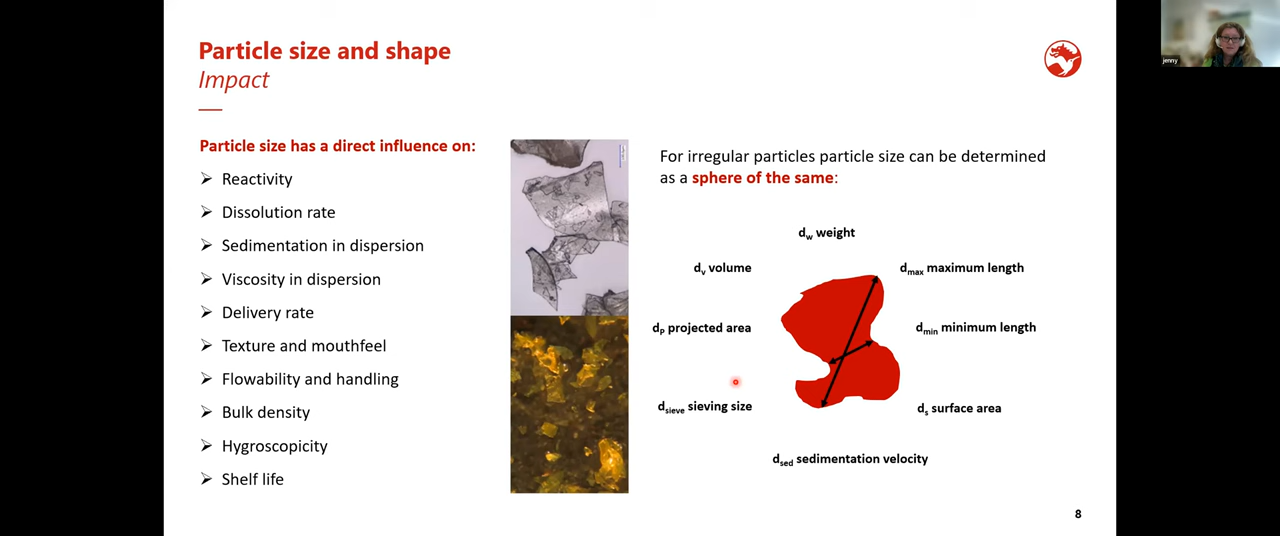 Particle size and shape
Impact
jenny
Particle size has a direct influence on:
Reactivity
Dissolution rate
Sedimentation in dispersion
Viscosity in dispersion
Delivery rate
Texture and mouthfeel
Flowability and handling
Bulk density
Hygroscopicity
Shelf life
For irregular particles particle size can be determined
as a sphere of the same:
dw weight
dv volume
dmax maximum length
dP projected area
dmin minimum length
dsieve sieving size
ds surface area
dsed sedimentation velocity
8